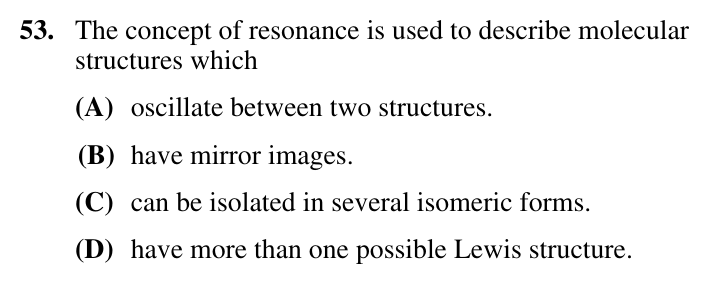 53. The concept of resonance is used to describe molecular
structures which
(A) oscillate between two structures.
(B) have mirror images.
(C) can be isolated in several isomeric forms.
(D) have more than one possible Lewis structure.